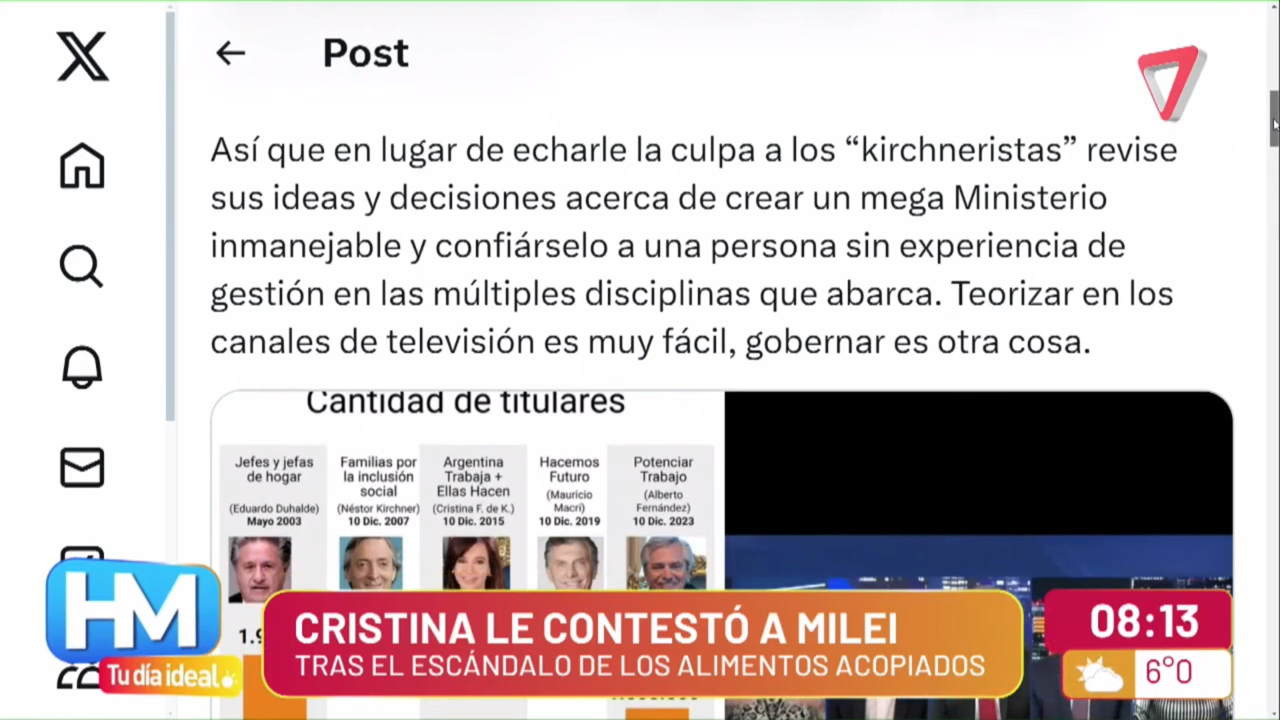 Post
Así que en lugar de echarle la culpa a los “kirchneristas” revise
sus ideas y decisiones acerca de crear un mega Ministerio
inmanejable y confiárselo a una persona sin experiencia de
gestión en las múltiples disciplinas que abarca. Teorizar en los
canales de televisión es muy fácil, gobernar es otra cosa.
Cantidad de titulares
Jefes y jefas
de hogar
(Eduardo Duhalde)
Mayo 2003
Familias por
la inclusión
social
(Néstor Kirchner)
10 Dic. 2007
Argentina
Trabaja +
Ellas Hacen
(Cristina F. de K.)
10 Dic. 2015
Hacemos
Futuro
(Mauricio
Macri)
10 Dic. 2019
Potenciar
Trabajo
(Alberto
Fernández)
10 Dic. 2023
HM
Tu día ideal
CRISTINA LE CONTESTÓ A MILEI
TRAS EL ESCÁNDALO DE LOS ALIMENTOS ACOPIADOS
08:13
6°0